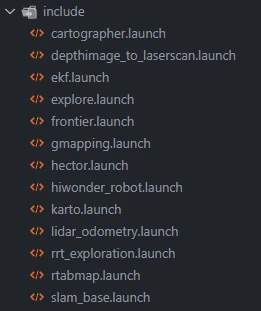 include
cartographer.launch
depthimage_to_laserscan.launch
ekf.launch
explore.launch
frontier.launch
gmapping.launch
hector.launch
hiwonder_robot.launch
karto.launch
lidar_odometry.launch
rrt_exploration.launch
rtabmap.launch
slam_base.launch